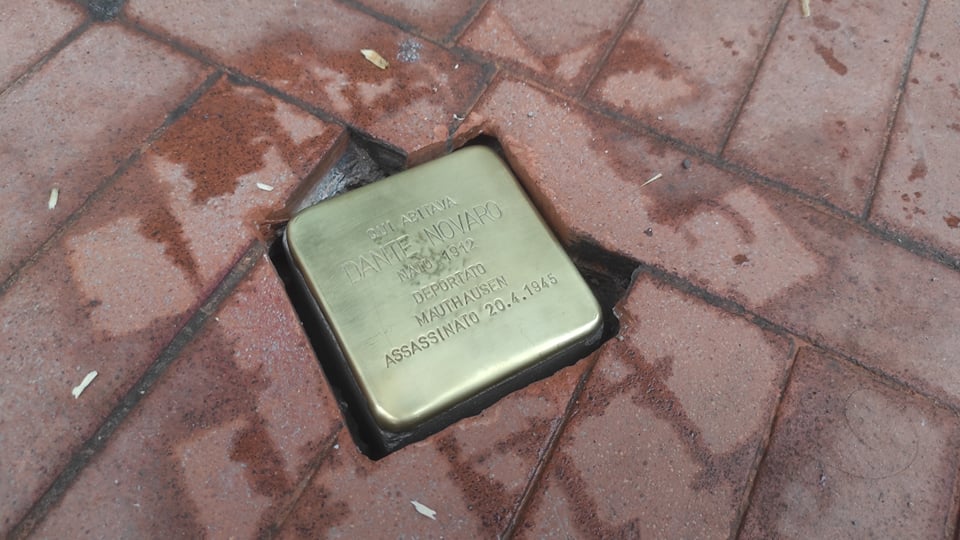 QUI ABITAVA
DANTE NOVARO
NATO 1912
DEPORTATO
MAUTHAUSEN
ASSASSINATO 20.4.1945